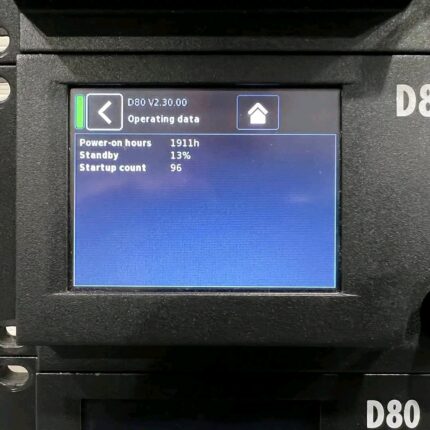 D80 V2.30.00
Operating data
Power-on hours 1911h
Standby 13%
Startup count 96
D8
D80